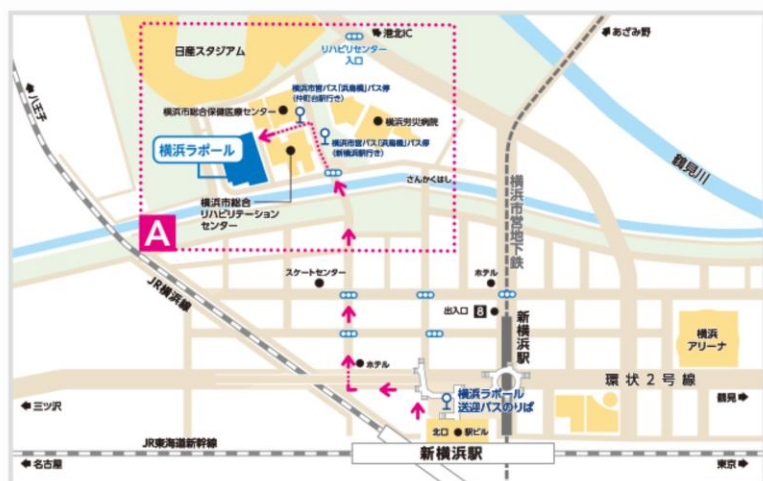 日産スタジアム
港北IC
リハビリセンター
入口
あざみ野
八王子
横浜市営バス「浜鳥橋」バス停
(仲町台駅行き)
横浜市総合保健医療センター
横浜労災病院
横浜ラポール
横浜市営バス「浜鳥橋」バス停
(新横浜駅行き)
鶴見川
さんかくはし
横浜市総合
リハビリテーション
センター
A
横浜市営地下鉄
JR横浜線
スケートセンター
ホテル
出入口 8
新横浜駅
横浜
アリーナ
ホテル
環状2号線
三ツ沢
横浜ラポール
送迎バスのりば
鶴見
北口
駅ビル
JR東海道新幹線
新横浜駅
名古屋
東京